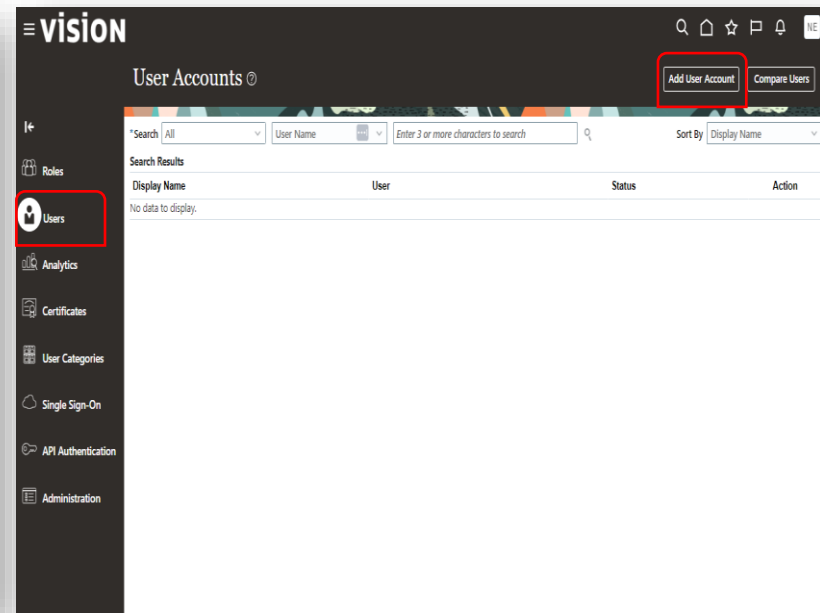 vision
NE
User Accounts
Add User Account
Compare Users
*Search All User Name Enter 3 or more characters to search Sort By Display Name
Search Results
Display Name User Status Action
No data to display.
Roles
Users
Analytics
Certificates
User Categories
Single Sign-On
API Authentication
Administration